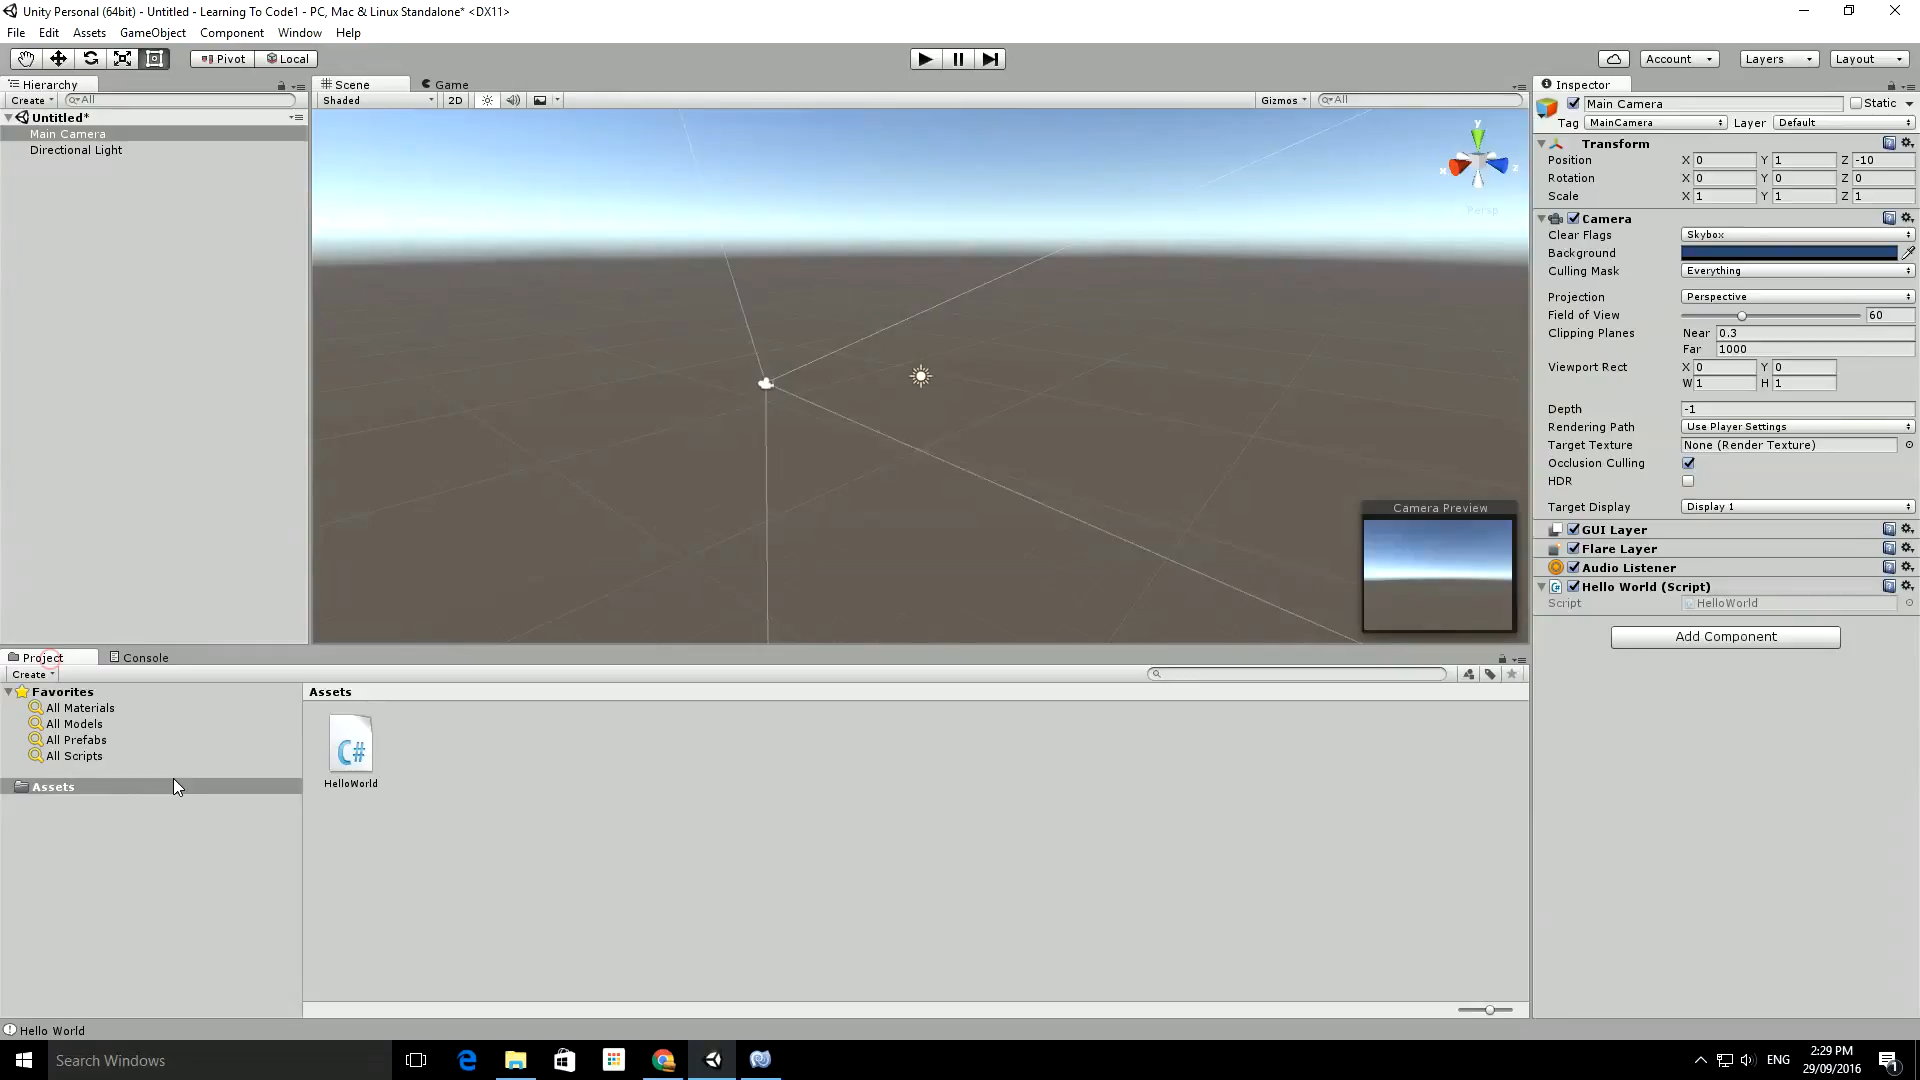 Unity Personal (64bit) - Untitled - Learning To Code1 - PC, Mac & Linux Standalone* <DX11>
File Edit Assets GameObject Component Window Help
Pivot Local Account Layers Layout
Hierarchy
Create All
Untitled*
Main Camera
Directional Light
Scene Game
Shaded 2D Gizmos All
y
x z
Persp
Camera Preview
Inspector
Main Camera Static
Tag MainCamera Layer Default
Transform
Position X 0 Y 1 Z -10
Rotation X 0 Y 0 Z 0
Scale X 1 Y 1 Z 1
Camera
Clear Flags Skybox
Background
Culling Mask Everything
Projection Perspective
Field of View 60
Clipping Planes Near 0.3
Far 1000
Viewport Rect X 0 Y 0
W 1 H 1
Depth -1
Rendering Path Use Player Settings
Target Texture None (Render Texture)
Occlusion Culling
HDR
Target Display Display 1
GUI Layer
Flare Layer
Audio Listener
Hello World (Script)
Script HelloWorld
Add Component
Project Console
Create
Favorites
All Materials
All Models
All Prefabs
All Scripts
Assets
Assets
C#
HelloWorld
Hello World
Search Windows
ENG
2:29 PM
29/09/2016
1